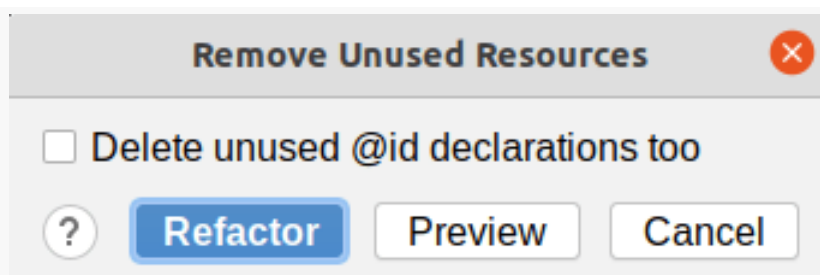 Remove Unused Resources
Delete unused @id declarations too
? Refactor Preview Cancel